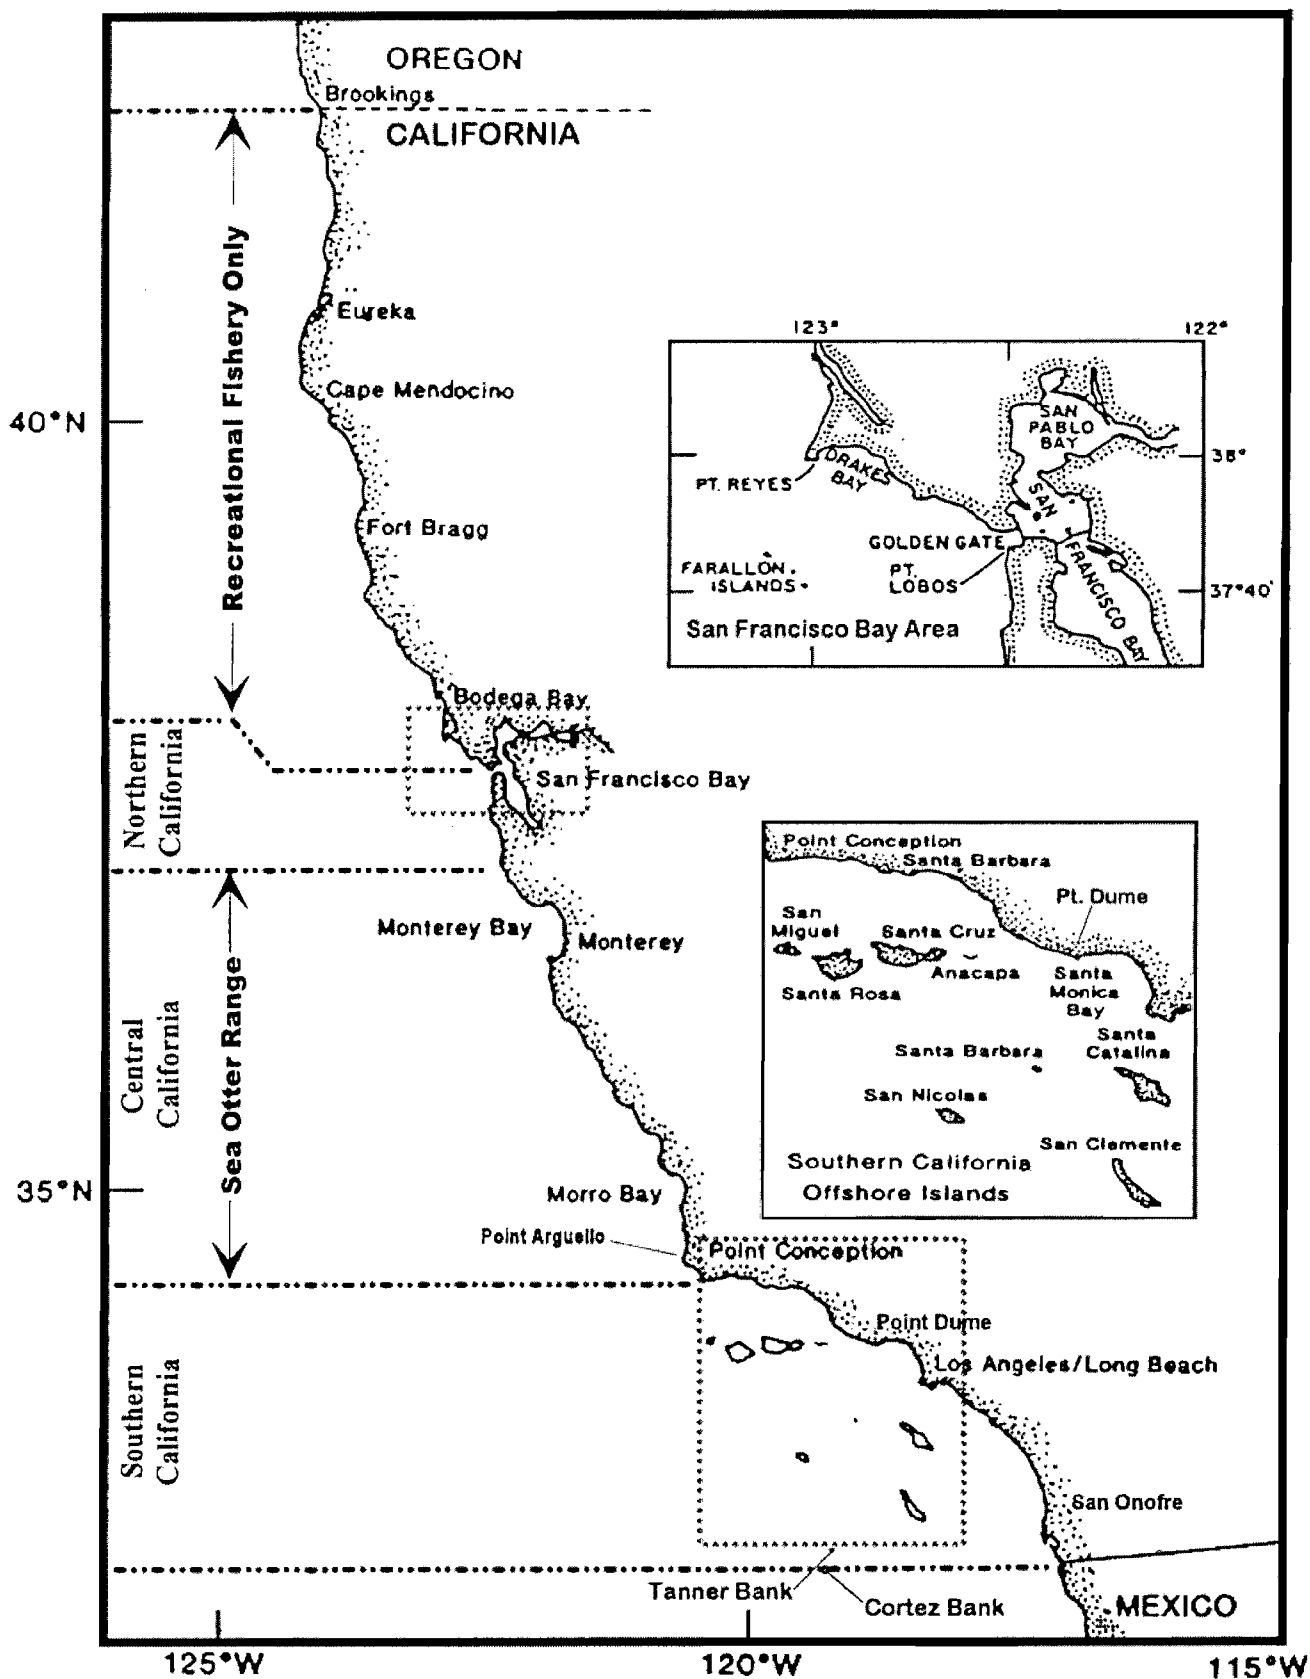 OREGON
Brookings
CALIFORNIA
Recreational Fishery Only
Eureka
Cape Mendocino
40°N
Fort Bragg
123°
122°
SAN
PABLO
BAY
38°
DRAKES
BAY
PT. REYES
SAN
FRANCISCO BAY
GOLDEN GATE
FARALLON
ISLANDS
PT.
LOBOS
37°40'
San Francisco Bay Area
Bodega Bay
San Francisco Bay
Northern
California
Point Conception
Santa Barbara
Pt. Dume
San
Miguel
Santa Cruz
Anacapa
Santa Rosa
Santa
Monica
Bay
Santa
Catalina
Santa Barbara
San Nicolas
San Clemente
Southern California
Offshore Islands
Monterey Bay
Monterey
Sea Otter Range
Central
California
35°N
Morro Bay
Point Arguello
Point Conception
Point Dume
Los Angeles/Long Beach
Southern
California
San Onofre
Tanner Bank
Cortez Bank
MEXICO
125°W
120°W
115°W